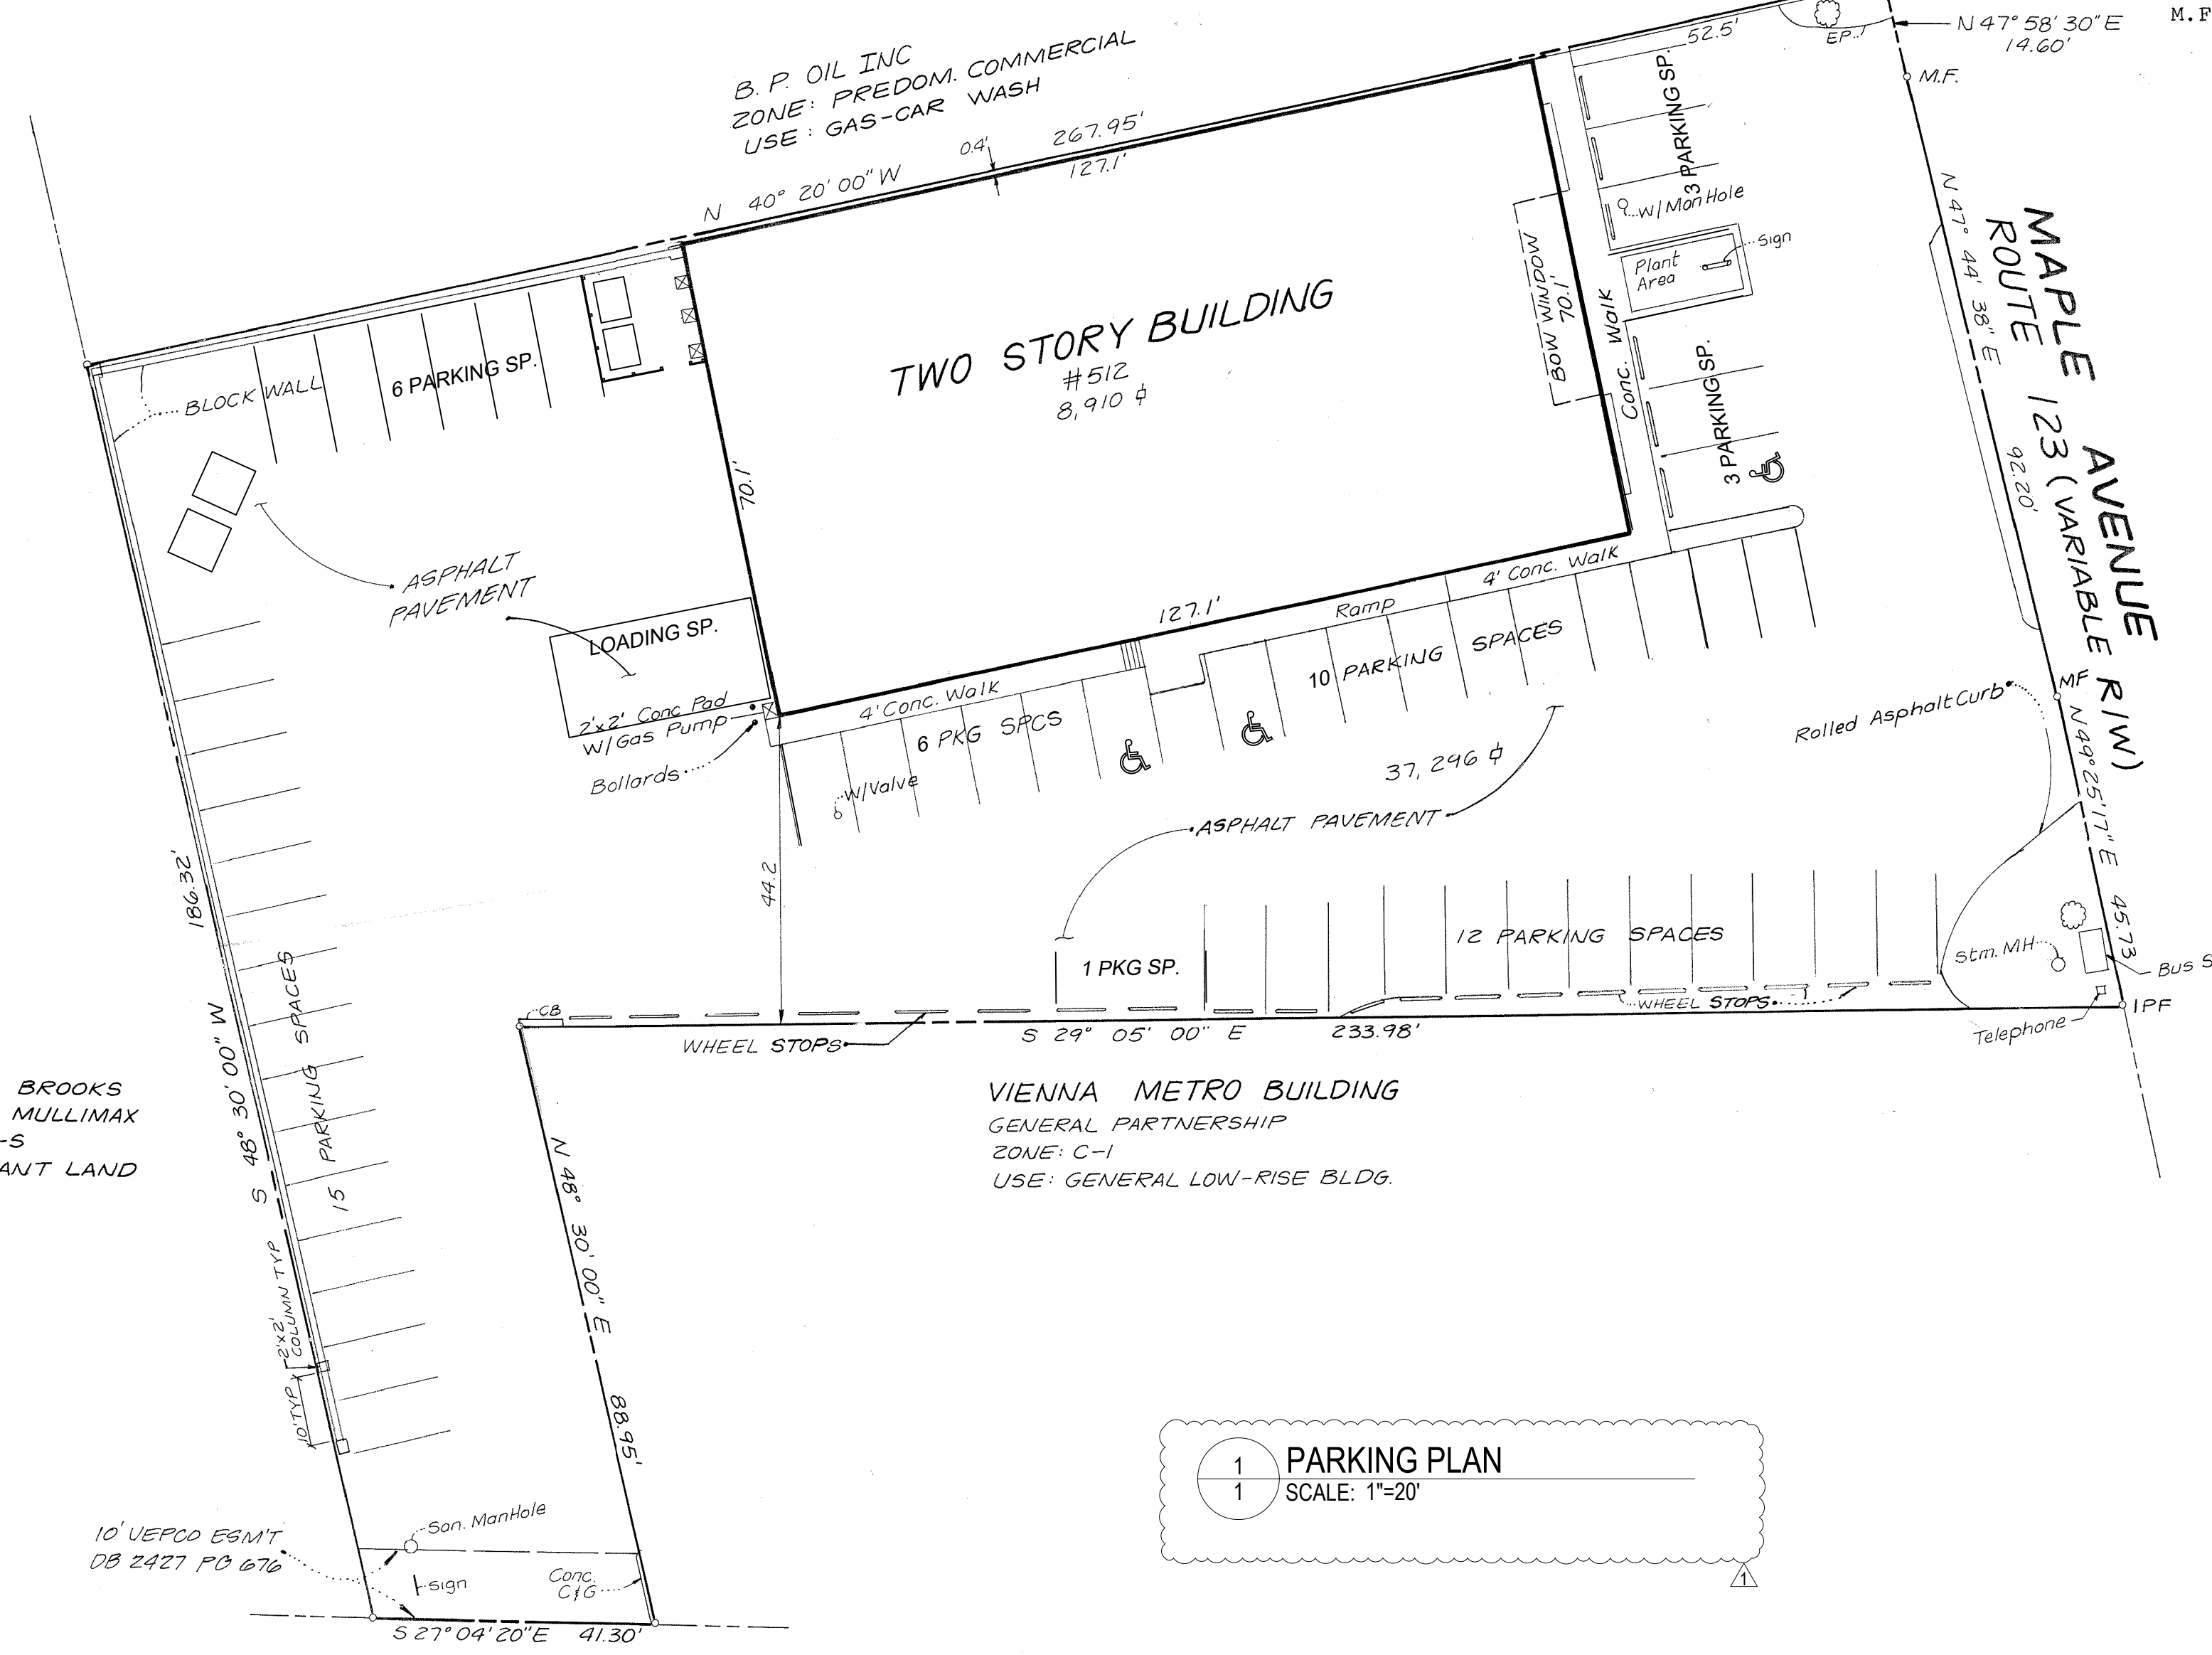 B. P. OIL INC
ZONE: PREDOM. COMMERCIAL
USE: GAS-CAR WASH
N 40° 20' 00" W
0.4'
267.95'
127.1'
52.5'
EP.
N 47° 58' 30" E
14.60'
M.F
M.F.
3 PARKING SP.
W/ManHole
Sign
Plant
Area
BOW WINDOW
70.1'
Conc. Walk
3 PARKING SP.
N 47° 44' 38" E
92.20'
MAPLE AVENUE
ROUTE 123 (VARIABLE R/W)
TWO STORY BUILDING
#512
8,910
BLOCK WALL
6 PARKING SP.
70.1'
ASPHALT
PAVEMENT
LOADING SP.
2'x2' Conc Pad
W/Gas Pump
Bollards
4' Conc. Walk
127.1'
Ramp
4' Conc. Walk
6 PKG SPCS
10 PARKING SPACES
W/Valve
37,296
ASPHALT PAVEMENT
Rolled Asphalt Curb
MF
N49°25'17"E 45.73
44.2
186.32'
S 48° 30' 00" W
15 PARKING SPACES
1 PKG SP.
12 PARKING SPACES
Stm. MH
Bus S
WHEEL STOPS
IPF
Telephone
CB
WHEEL STOPS
S 29° 05' 00" E 233.98'
BROOKS
MULLIMAX
-S
ANT LAND
VIENNA METRO BUILDING
GENERAL PARTNERSHIP
ZONE: C-1
USE: GENERAL LOW-RISE BLDG.
N 48° 30' 00" E 88.95'
2'x2'
COLUMN TYP
10' TYP
1
1
PARKING PLAN
SCALE: 1"=20'
1
10' VEPCO ESM'T
DB 2427 PG 676
San. ManHole
Sign
Conc.
C&G
S 27° 04' 20" E 41.30'